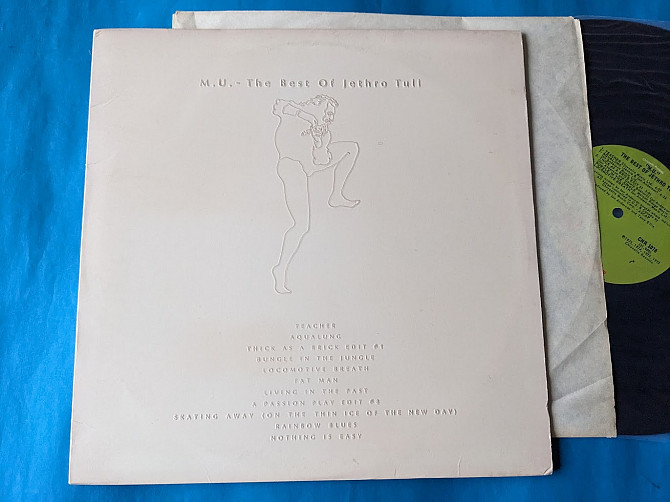 M.U. - The Best Of Jethro Tull
TEACHER
AQUALUNG
THICK AS A BRICK EDIT #1
BUNGLE IN THE JUNGLE
LOCOMOTIVE BREATH
FAT MAN
LIVING IN THE PAST
A PASSION PLAY EDIT #8
SKATING AWAY (ON THE THIN ICE OF THE NEW DAY)
RAINBOW BLUES
NOTHING IS EASY
THE BEST OF JETHRO
CHR 1078